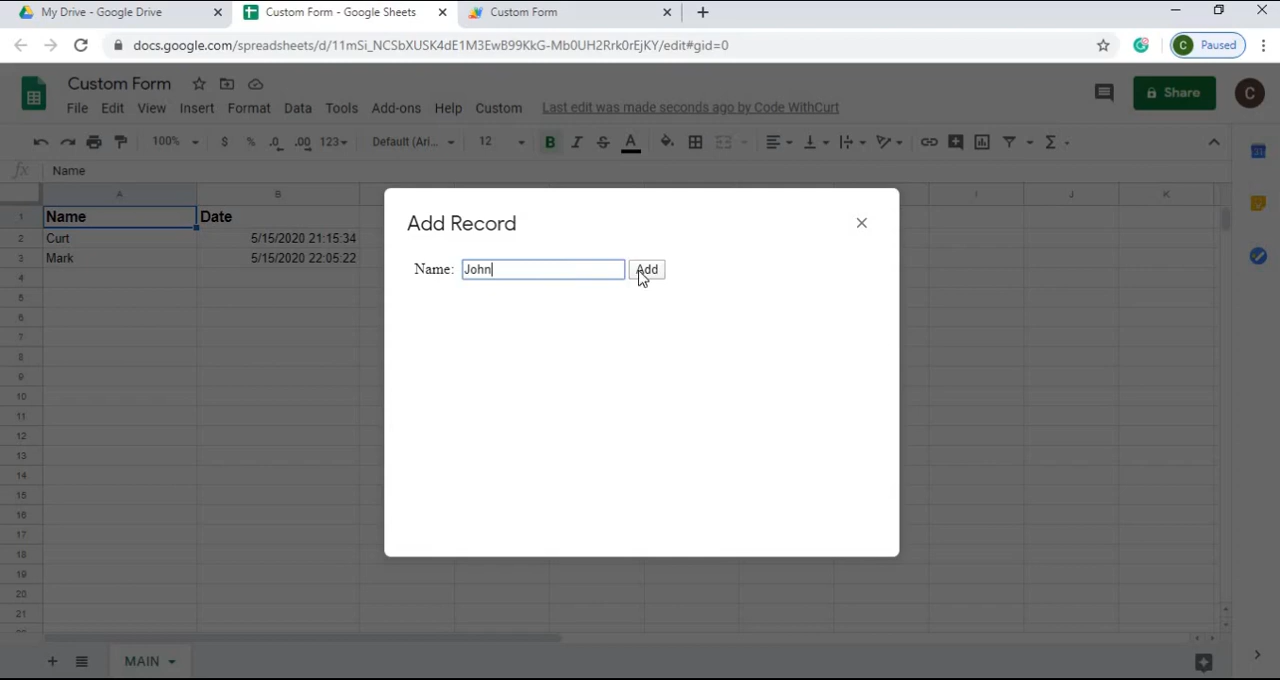 My Drive - Google Drive
Custom Form - Google Sheets
Custom Form
docs.google.com/spreadsheets/d/11mSi_NCSbXUSK4dE1M3EwB99KkG-Mb0UH2Rrk0rEjKY/edit#gid=0
C Paused
Custom Form
File Edit View Insert Format Data Tools Add-ons Help Custom Last edit was made seconds ago by Code WithCurt
Share
C
100% $ % .0 .00 123 Default (Ari... 12 B I S A
fx Name
A B I J K
1 Name Date
2 Curt 5/15/2020 21:15:34
3 Mark 5/15/2020 22:05:22
4
5
6
7
8
9
10
11
12
13
14
15
16
17
18
19
20
21
Add Record
Name: John Add
MAIN